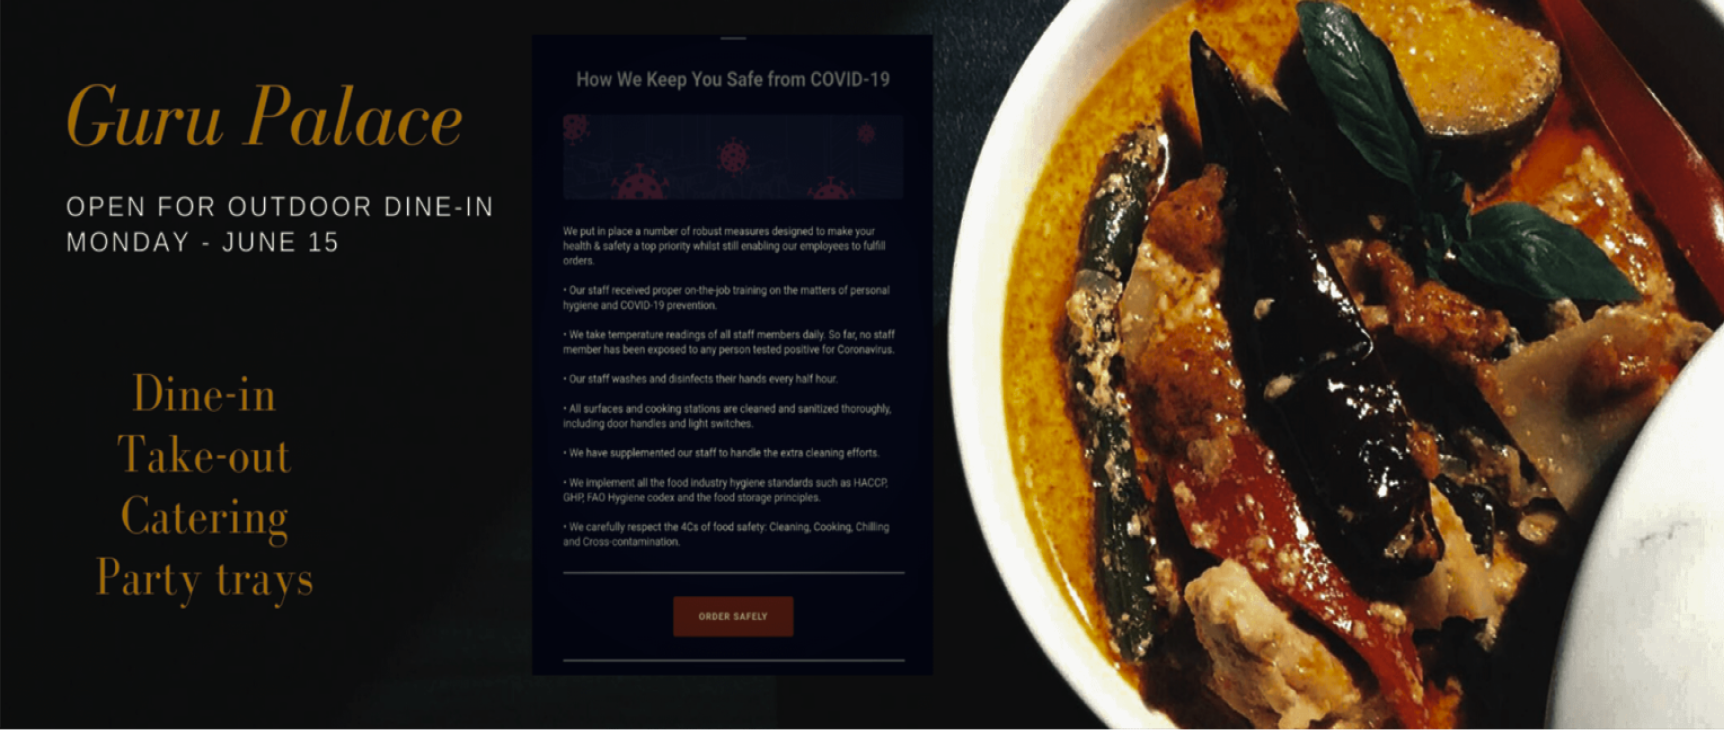 Guru Palace
OPEN FOR OUTDOOR DINE-IN
MONDAY - JUNE 15
Dine-in
Take-out
Catering
Party trays
How We Keep You Safe from COVID-19
We put in place a number of robust measures designed to make your
health & safety a top priority whilst still enabling our employees to fulfill
orders.
• Our staff received proper on-the-job training on the matters of personal
hygiene and COVID-19 prevention.
• We take temperature readings of all staff members daily. So far, no staff
member has been exposed to any person tested positive for Coronavirus.
• Our staff washes and disinfects their hands every half hour.
• All surfaces and cooking stations are cleaned and sanitized thoroughly,
including door handles and light switches.
• We have supplemented our staff to handle the extra cleaning efforts.
• We implement all the food industry hygiene standards such as HACCP,
GHP, FAO Hygiene codex and the food storage principles.
• We carefully respect the 4Cs of food safety: Cleaning, Cooking, Chilling
and Cross-contamination.
ORDER SAFELY